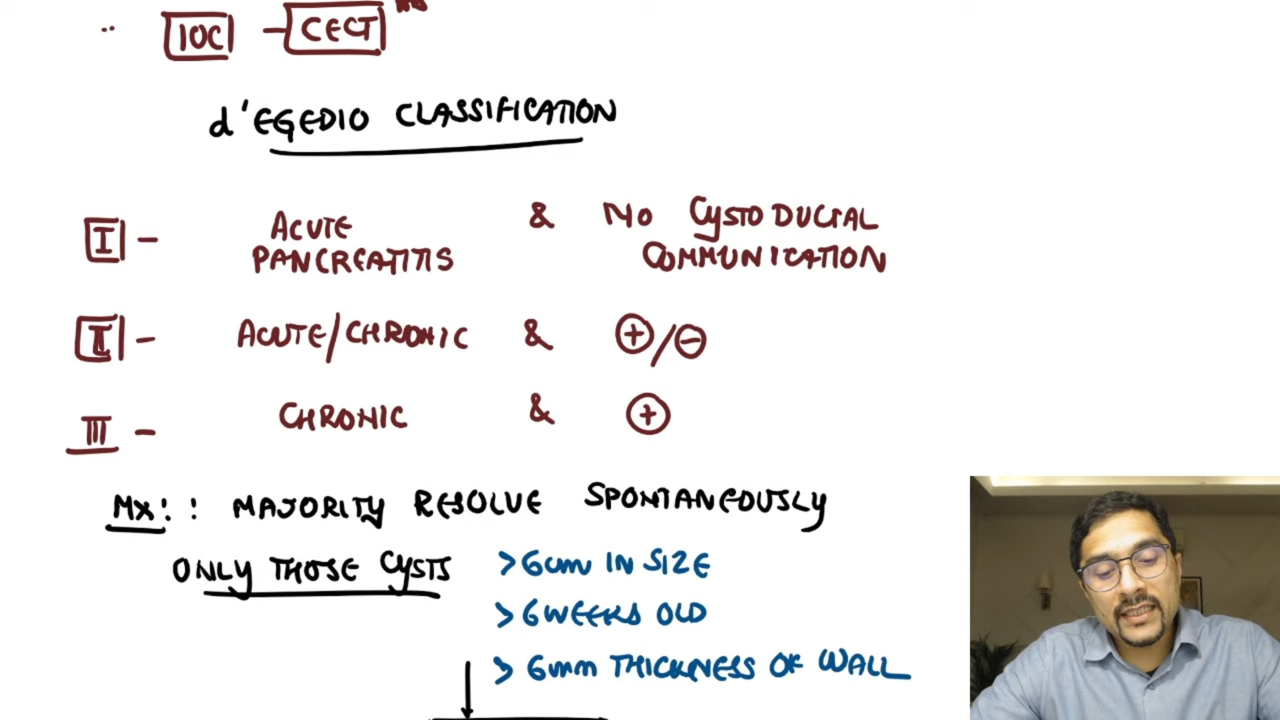 IOC - CECT
d'EGEDIO CLASSIFICATION
I - ACUTE PANCREATITIS & NO CYSTODUCTAL COMMUNICATION
II - ACUTE/CHRONIC & +/-
III - CHRONIC & +
Mx:: MAJORITY RESOLVE SPONTANEOUSLY
ONLY THOSE CYSTS >6cm IN SIZE
>6WEEKS OLD
>6mm THICKNESS OF WALL